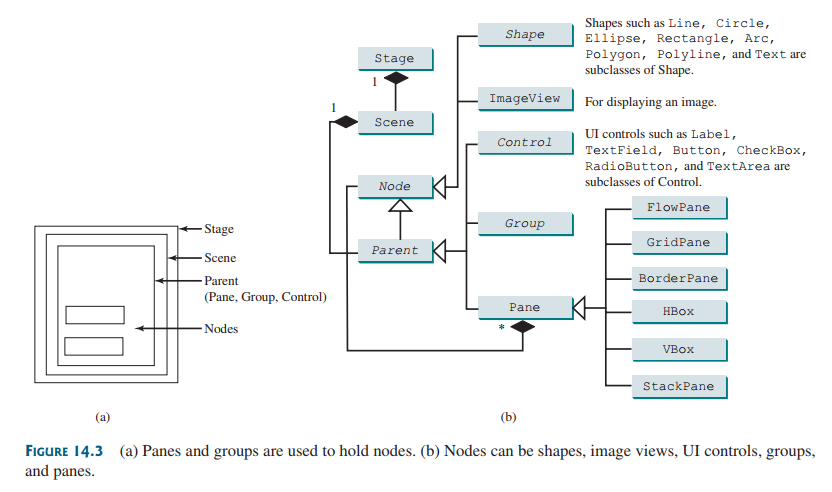 Stage
Scene
Parent
(Pane, Group, Control)
Nodes
(a)
Stage
1
1
Scene
Node
Parent
Shape
ImageView
Control
Group
Pane
*
Shapes such as Line, Circle,
Ellipse, Rectangle, Arc,
Polygon, Polyline, and Text are
subclasses of Shape.
For displaying an image.
UI controls such as Label,
TextField, Button, CheckBox,
RadioButton, and TextArea are
subclasses of Control.
FlowPane
GridPane
BorderPane
HBox
VBox
StackPane
(b)
FIGURE 14.3 (a) Panes and groups are used to hold nodes. (b) Nodes can be shapes, image views, UI controls, groups,
and panes.